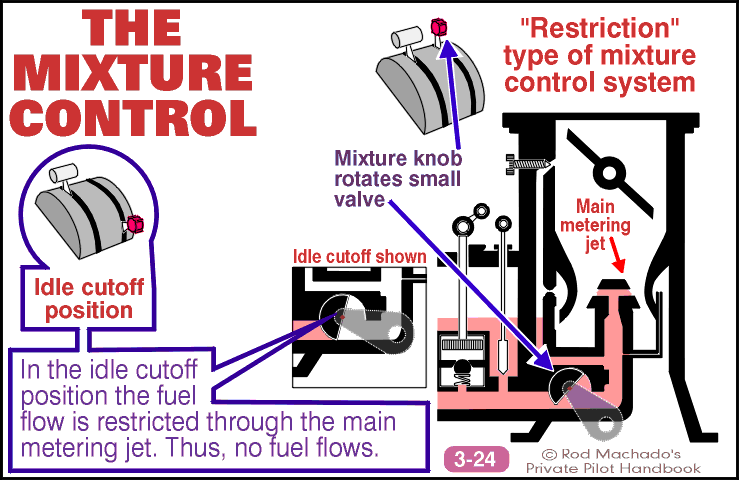 THE
MIXTURE
CONTROL
"Restriction"
type of mixture
control system
Mixture knob
rotates small
valve
Main
metering
jet
Idle cutoff shown
Idle cutoff
position
In the idle cutoff
position the fuel
flow is restricted through the main
metering jet. Thus, no fuel flows.
3-24
© Rod Machado's
Private Pilot Handbook